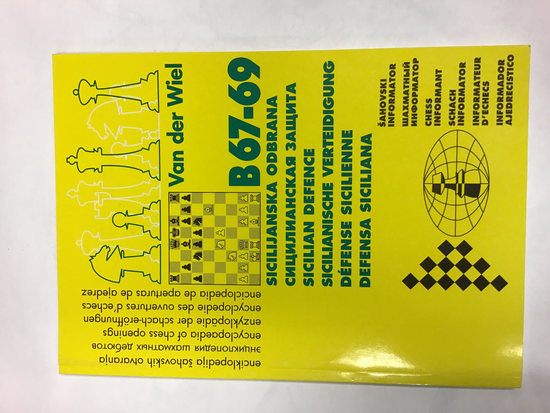 enciklopedija šahovskih otvaranja
энциклопедия шахматных дебютов
encyclopaedia of chess openings
enzyklopädie der schach-eröffnungen
encyclopédie des ouvertures d'echecs
enciclopedia de aperturas de ajedrez
Van der Wiel
B 67-69
SICILIJANSKA ODBRANA
СИЦИЛИАНСКАЯ ЗАЩИТА
SICILIAN DEFENCE
SICILIANISCHE VERTEIDIGUNG
DÉFENSE SICILIENNE
DEFENSA SICILIANA
ŠAHOVSKI
INFORMATOR
ШАХМАТНЫЙ
ИНФОРМАТОР
CHESS
INFORMANT
SCHACH
INFORMATOR
INFORMATEUR
D'ECHECS
INFORMADOR
AJEDRECISTICO